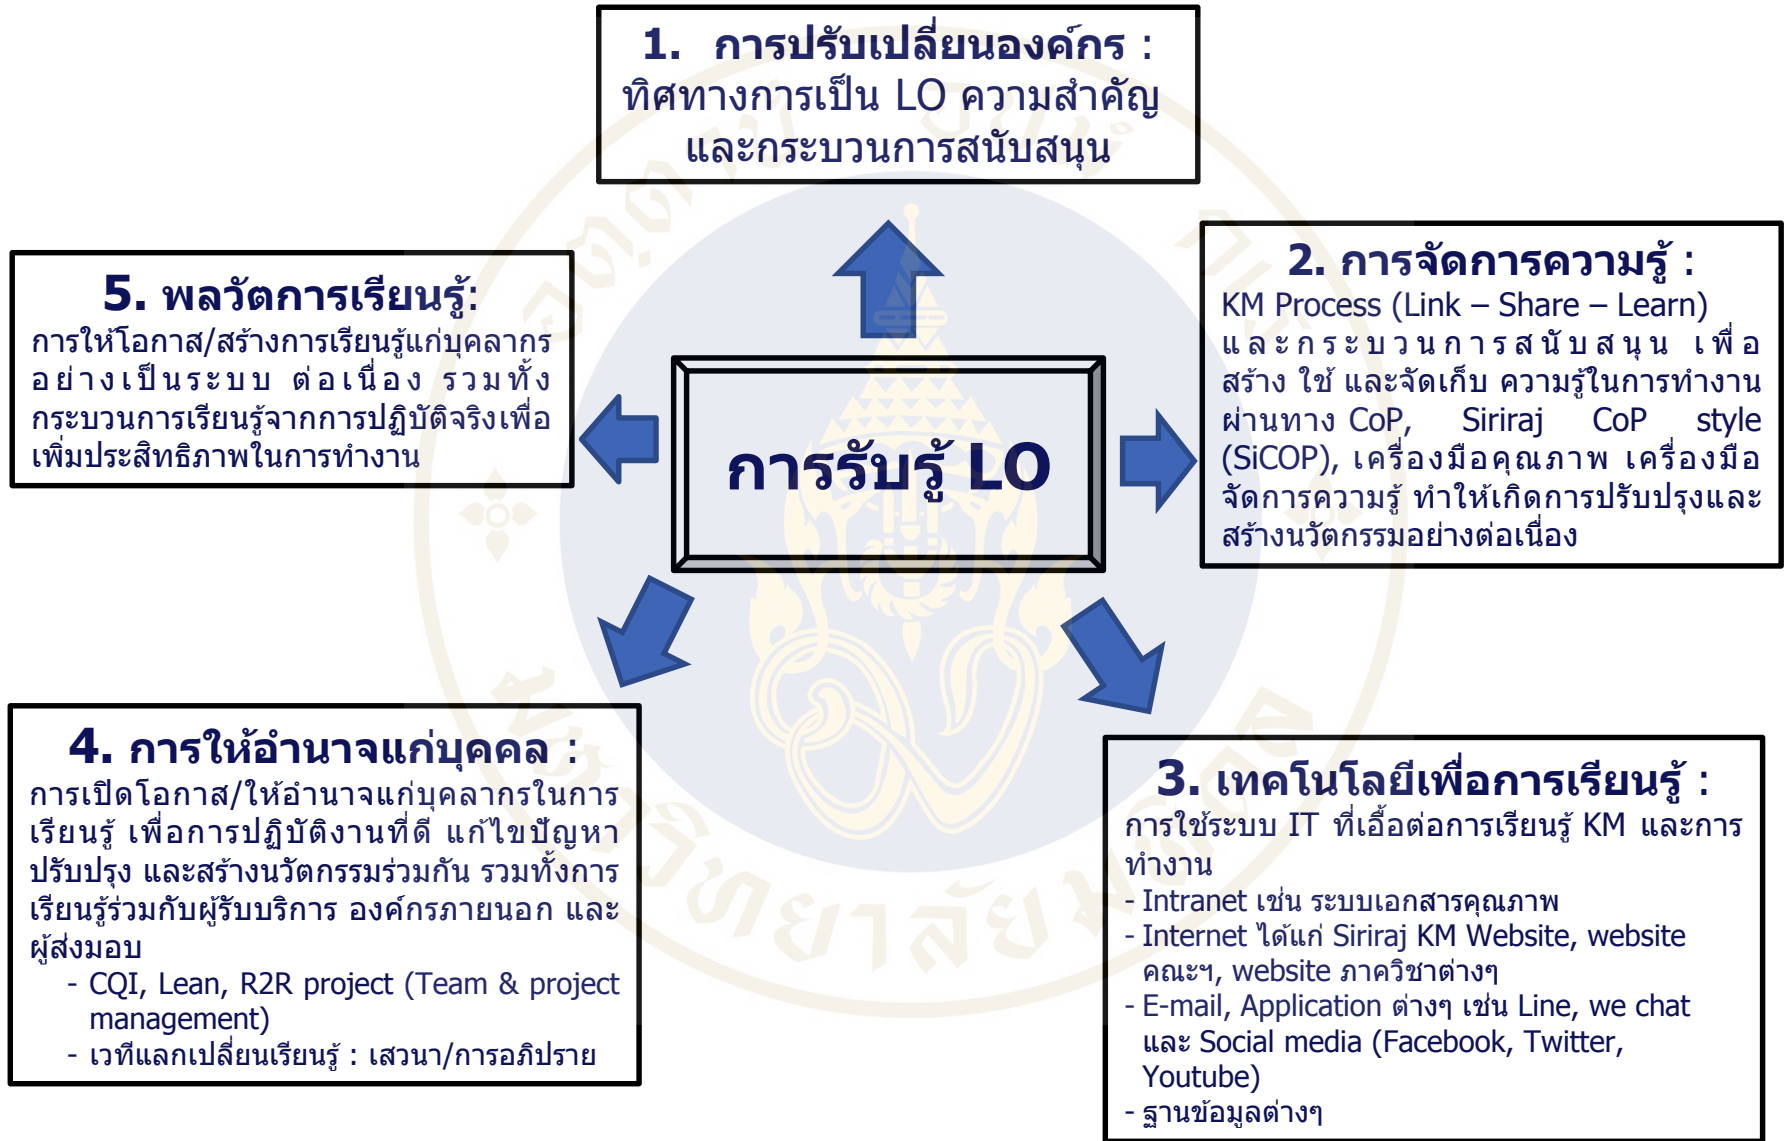 1. การปรับเปลี่ยนองค์กร :
ทิศทางการเป็น LO ความสำคัญ
และกระบวนการสนับสนุน
2. การจัดการความรู้ :
KM Process (Link – Share – Learn)
และกระบวนการสนับสนุน เพื่อ
สร้าง ใช้ และจัดเก็บ ความรู้ในการทำงาน
ผ่านทาง CoP, Siriraj CoP style
(SiCOP), เครื่องมือคุณภาพ เครื่องมือ
จัดการความรู้ ทำให้เกิดการปรับปรุงและ
สร้างนวัตกรรมอย่างต่อเนื่อง
5. พลวัตการเรียนรู้:
การให้โอกาส/สร้างการเรียนรู้แก่บุคลากร
อย่างเป็นระบบ ต่อเนื่อง รวมทั้ง
กระบวนการเรียนรู้จากการปฏิบัติจริงเพื่อ
เพิ่มประสิทธิภาพในการทำงาน
การรับรู้ LO
4. การให้อำนาจแก่บุคคล :
การเปิดโอกาส/ให้อำนาจแก่บุคลากรในการ
เรียนรู้ เพื่อการปฏิบัติงานที่ดี แก้ไขปัญหา
ปรับปรุง และสร้างนวัตกรรมร่วมกัน รวมทั้งการ
เรียนรู้ร่วมกับผู้รับบริการ องค์กรภายนอก และ
ผู้ส่งมอบ
- CQI, Lean, R2R project (Team & project
management)
- เวทีแลกเปลี่ยนเรียนรู้ : เสวนา/การอภิปราย
3. เทคโนโลยีเพื่อการเรียนรู้ :
การใช้ระบบ IT ที่เอื้อต่อการเรียนรู้ KM และการ
ทำงาน
- Intranet เช่น ระบบเอกสารคุณภาพ
- Internet ได้แก่ Siriraj KM Website, website
คณะฯ, website ภาควิชาต่างๆ
- E-mail, Application ต่างๆ เช่น Line, we chat
และ Social media (Facebook, Twitter,
Youtube)
- ฐานข้อมูลต่างๆ
อตฺตานํ อุปมํ กเร
มหาวิทยาลัยมหิดล